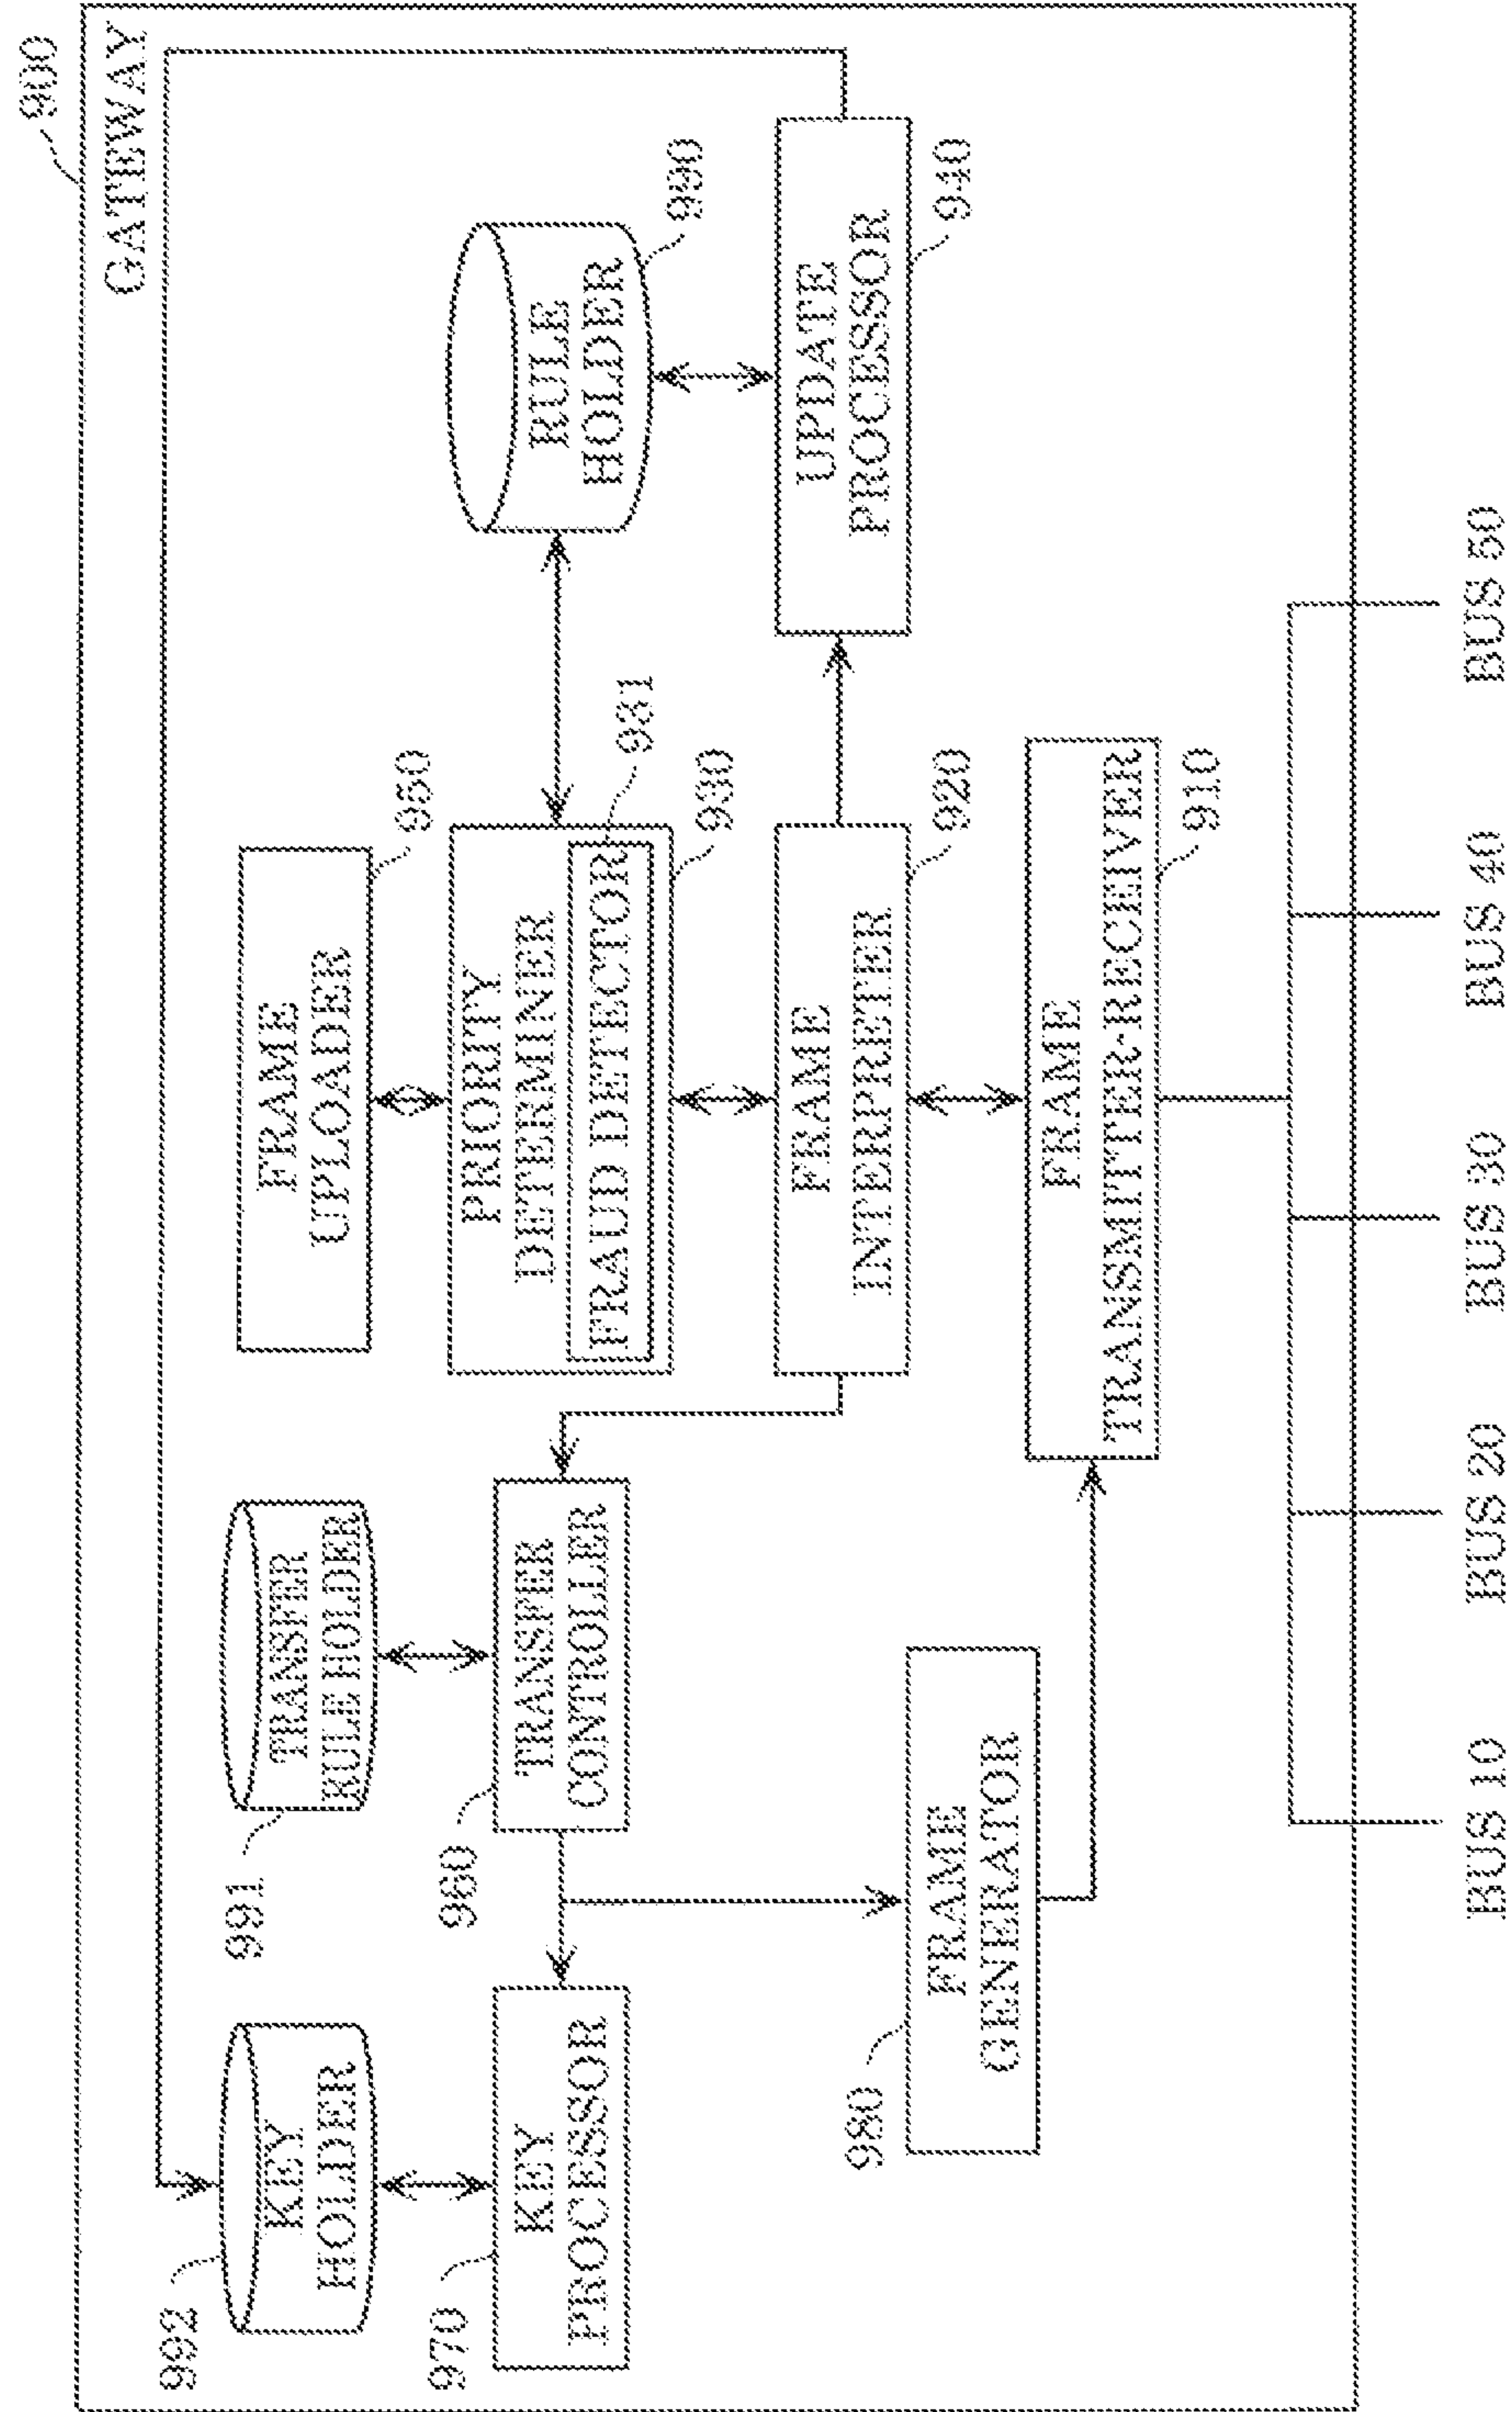 900
GATEWAY
992
KEY
HOLDER
991
TRANSFER
RULE HOLDER
FRAME
UPLOADER
950
970
KEY
PROCESSOR
960
TRANSFER
CONTROLLER
PRIORITY
DETERMINER
FRAUD DETECTOR
931
930
RULE
HOLDER
990
FRAME
INTERPRETER
920
UPDATE
PROCESSOR
940
980
FRAME
GENERATOR
FRAME
TRANSMITTER-RECEIVER
910
BUS 10
BUS 20
BUS 30
BUS 40
BUS 50